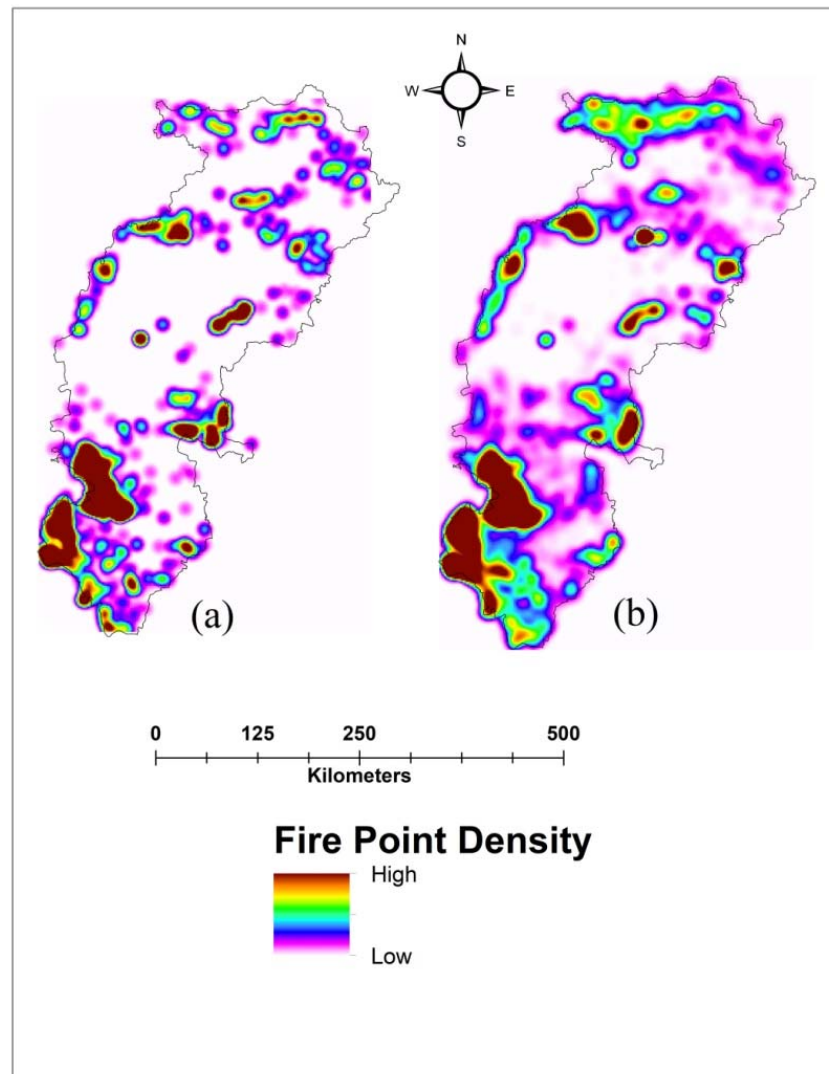 N
W E
S
(a) (b)
0 125 250 500
Kilometers
Fire Point Density
High
Low